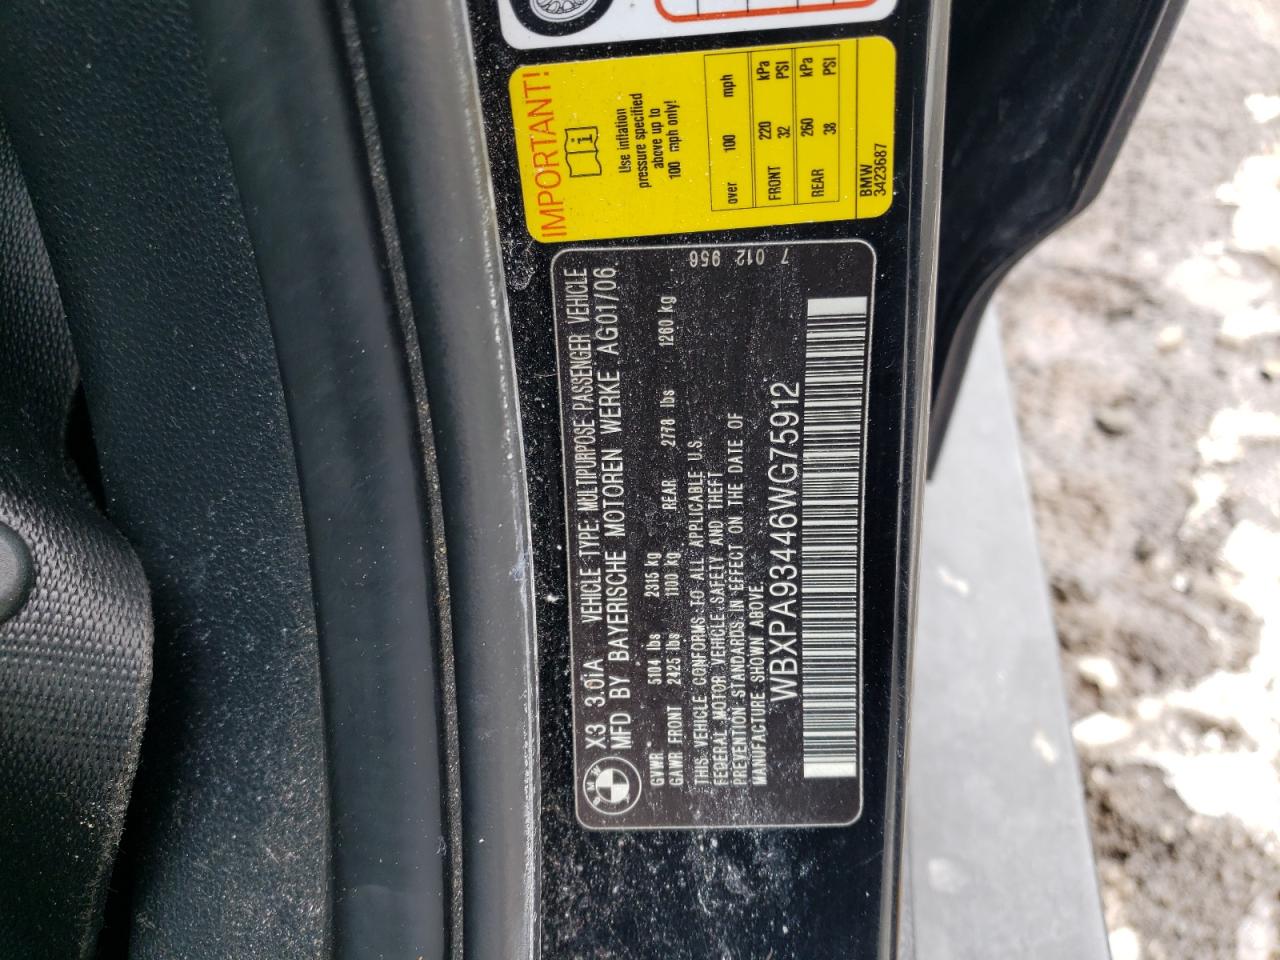 X3 3.0iA VEHICLE TYPE: MULTIPURPOSE PASSENGER VEHICLE
MFD BY BAYERISCHE MOTOREN WERKE AG01/06
GVWR 5104 lbs 2315 kg
GAWR FRONT 2425 lbs 1100 kg REAR 2778 lbs 1260 kg
THIS VEHICLE CONFORMS TO ALL APPLICABLE U.S.
FEDERAL MOTOR VEHICLE SAFETY AND THEFT
PREVENTION STANDARDS IN EFFECT ON THE DATE OF
MANUFACTURE SHOWN ABOVE.
WBXPA93446WG75912
7 012 956
IMPORTANT!
Use inflation
pressure specified
above up to
100 mph only!
over 100 mph
FRONT 220 kPa
32 PSI
REAR 260 kPa
38 PSI
BMW
3423687